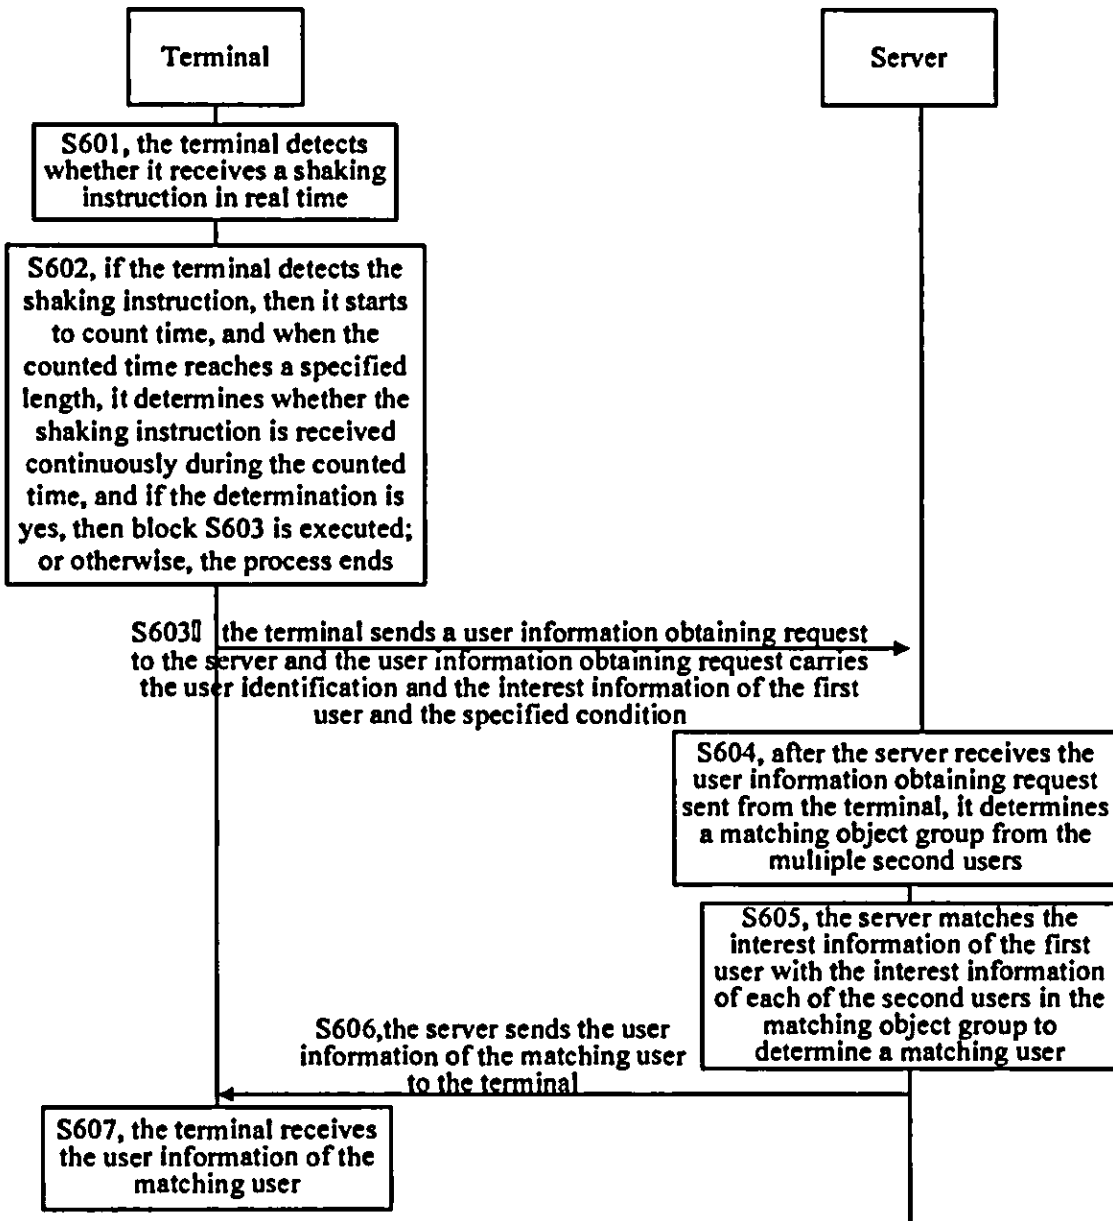 Terminal
Server
S601, the terminal detects
whether it receives a shaking
instruction in real time
S602, if the terminal detects the
shaking instruction, then it starts
to count time, and when the
counted time reaches a specified
length, it determines whether the
shaking instruction is received
continuously during the counted
time, and if the determination is
yes, then block S603 is executed;
or otherwise, the process ends
S603▯ the terminal sends a user information obtaining request
to the server and the user information obtaining request carries
the user identification and the interest information of the first
user and the specified condition
S604, after the server receives the
user information obtaining request
sent from the terminal, it determines
a matching object group from the
multiple second users
S605, the server matches the
interest information of the first
user with the interest information
of each of the second users in the
matching object group to
determine a matching user
S606,the server sends the user
information of the matching user
to the terminal
S607, the terminal receives
the user information of the
matching user